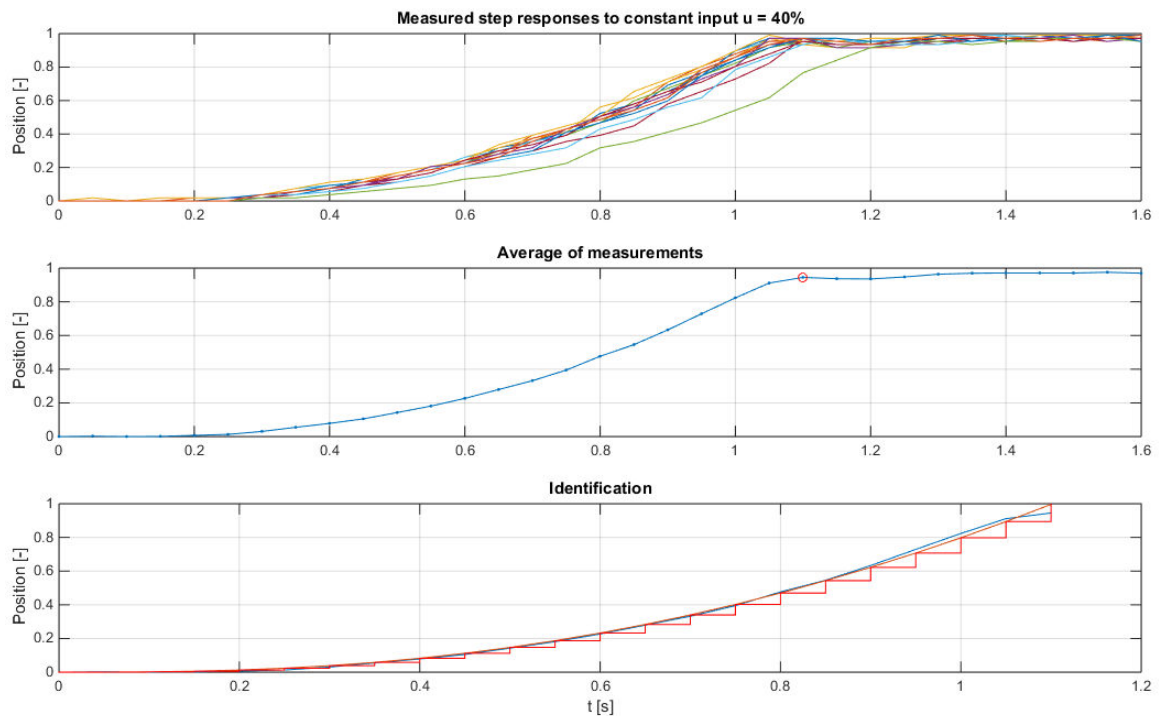 Measured step responses to constant input u = 40%
Position [-]
1
0.8
0.6
0.4
0.2
0
0 0.2 0.4 0.6 0.8 1 1.2 1.4 1.6
Average of measurements
Position [-]
1
0.8
0.6
0.4
0.2
0
0 0.2 0.4 0.6 0.8 1 1.2 1.4 1.6
Identification
Position [-]
1
0.8
0.6
0.4
0.2
0
0 0.2 0.4 0.6 0.8 1 1.2
t [s]